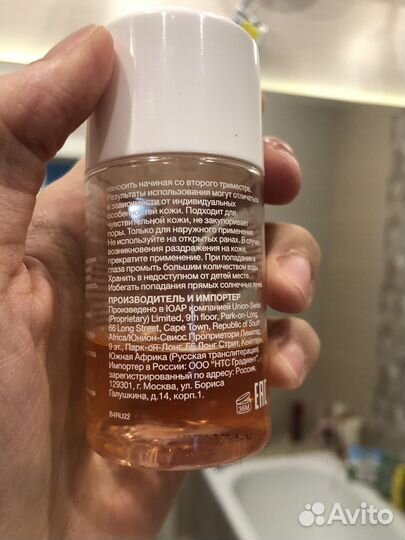 наносить начиная со второго триместра.
Результаты использования могут отличаться
в зависимости от индивидуальных
особенностей кожи. Подходит для
чувствительной кожи, не закупоривает
поры. Только для наружного применения.
Не используйте на открытых ранах. В случае
возникновения раздражения на коже,
прекратите применение. При попадании в
глаза промыть большим количеством воды.
Хранить в недоступном от детей месте.
Избегать попадания прямых солнечных лучей.
ПРОИЗВОДИТЕЛЬ И ИМПОРТЕР
Произведено в ЮАР компанией Union-Swiss
(Proprietary) Limited, 9th floor, Park-on-Long,
66 Long Street, Cape Town, Republic of South
Africa/Юнион-Свисс Проприетари Лимитед,
9 эт., Парк-он-Лонг, 66 Лонг Стрит, Кейптаун,
Южная Африка (Русская транслитерация).
Импортер в России: ООО "НТС Градиент",
зарегистрированный по адресу: Россия,
129301, г. Москва, ул. Бориса
Галушкина, д.14, корп.1.
36M
EAC
B4RU22
Avito